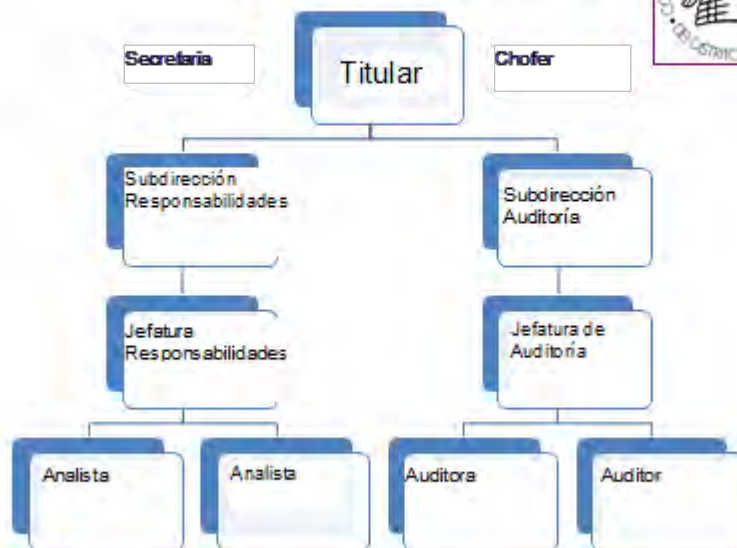 Secretaria
Titular
Chofer
Subdirección
Responsabilidades
Subdirección
Auditoría
Jefatura
Responsabilidades
Jefatura de
Auditoría
Analista
Analista
Auditora
Auditor